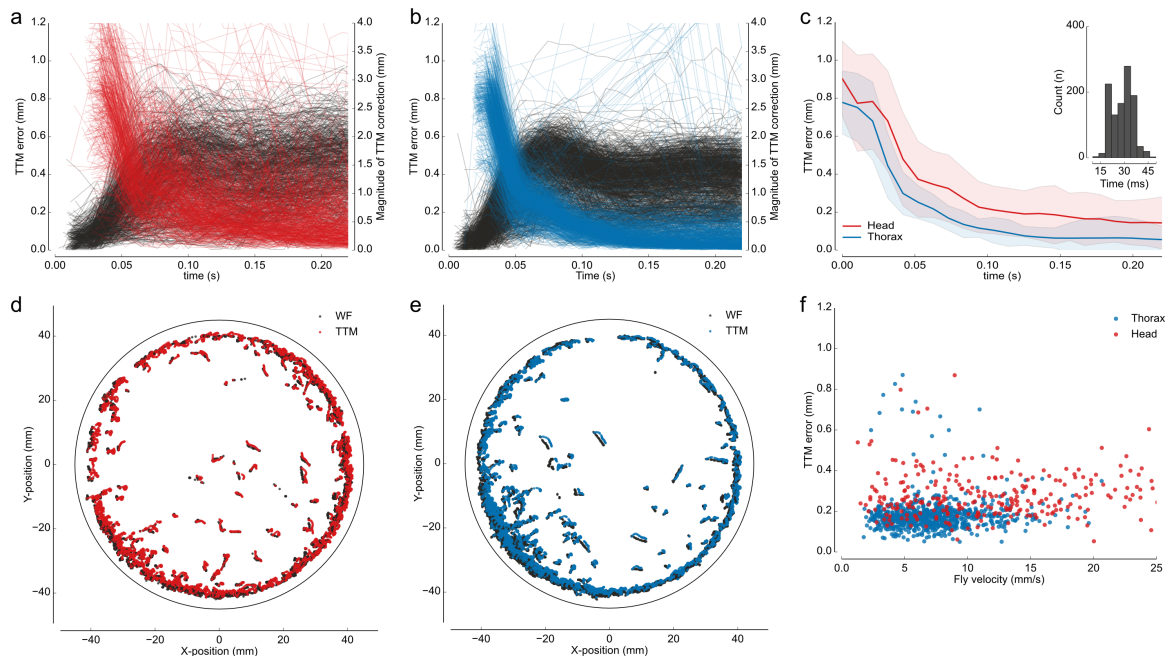 a
TTM error (mm)
1.2
1.0
0.8
0.6
0.4
0.2
0.0
0.00
0.05
0.10
0.15
0.20
time (s)
4.0
3.5
3.0
2.5
2.0
1.5
1.0
0.5
0.0
Magnitude of TTM correction (mm)
b
TTM error (mm)
1.2
1.0
0.8
0.6
0.4
0.2
0.0
0.00
0.05
0.10
0.15
0.20
Time (s)
4.0
3.5
3.0
2.5
2.0
1.5
1.0
0.5
0.0
Magnitude of TTM correction (mm)
c
TTM error (mm)
1.2
1.0
0.8
0.6
0.4
0.2
0.0
Head
Thorax
0.00
0.05
0.10
0.15
0.20
time (s)
Count (n)
400
200
0
15 30 45
Time (ms)
d
WF
TTM
Y-position (mm)
40
20
0
−20
−40
−40
−20
0
20
40
X-position (mm)
e
WF
TTM
Y-position (mm)
40
20
0
−20
−40
−40
−20
0
20
40
X-position (mm)
f
Thorax
Head
TTM error (mm)
1.2
1.0
0.8
0.6
0.4
0.2
0.0
5
10
15
20
25
Fly velocity (mm/s)